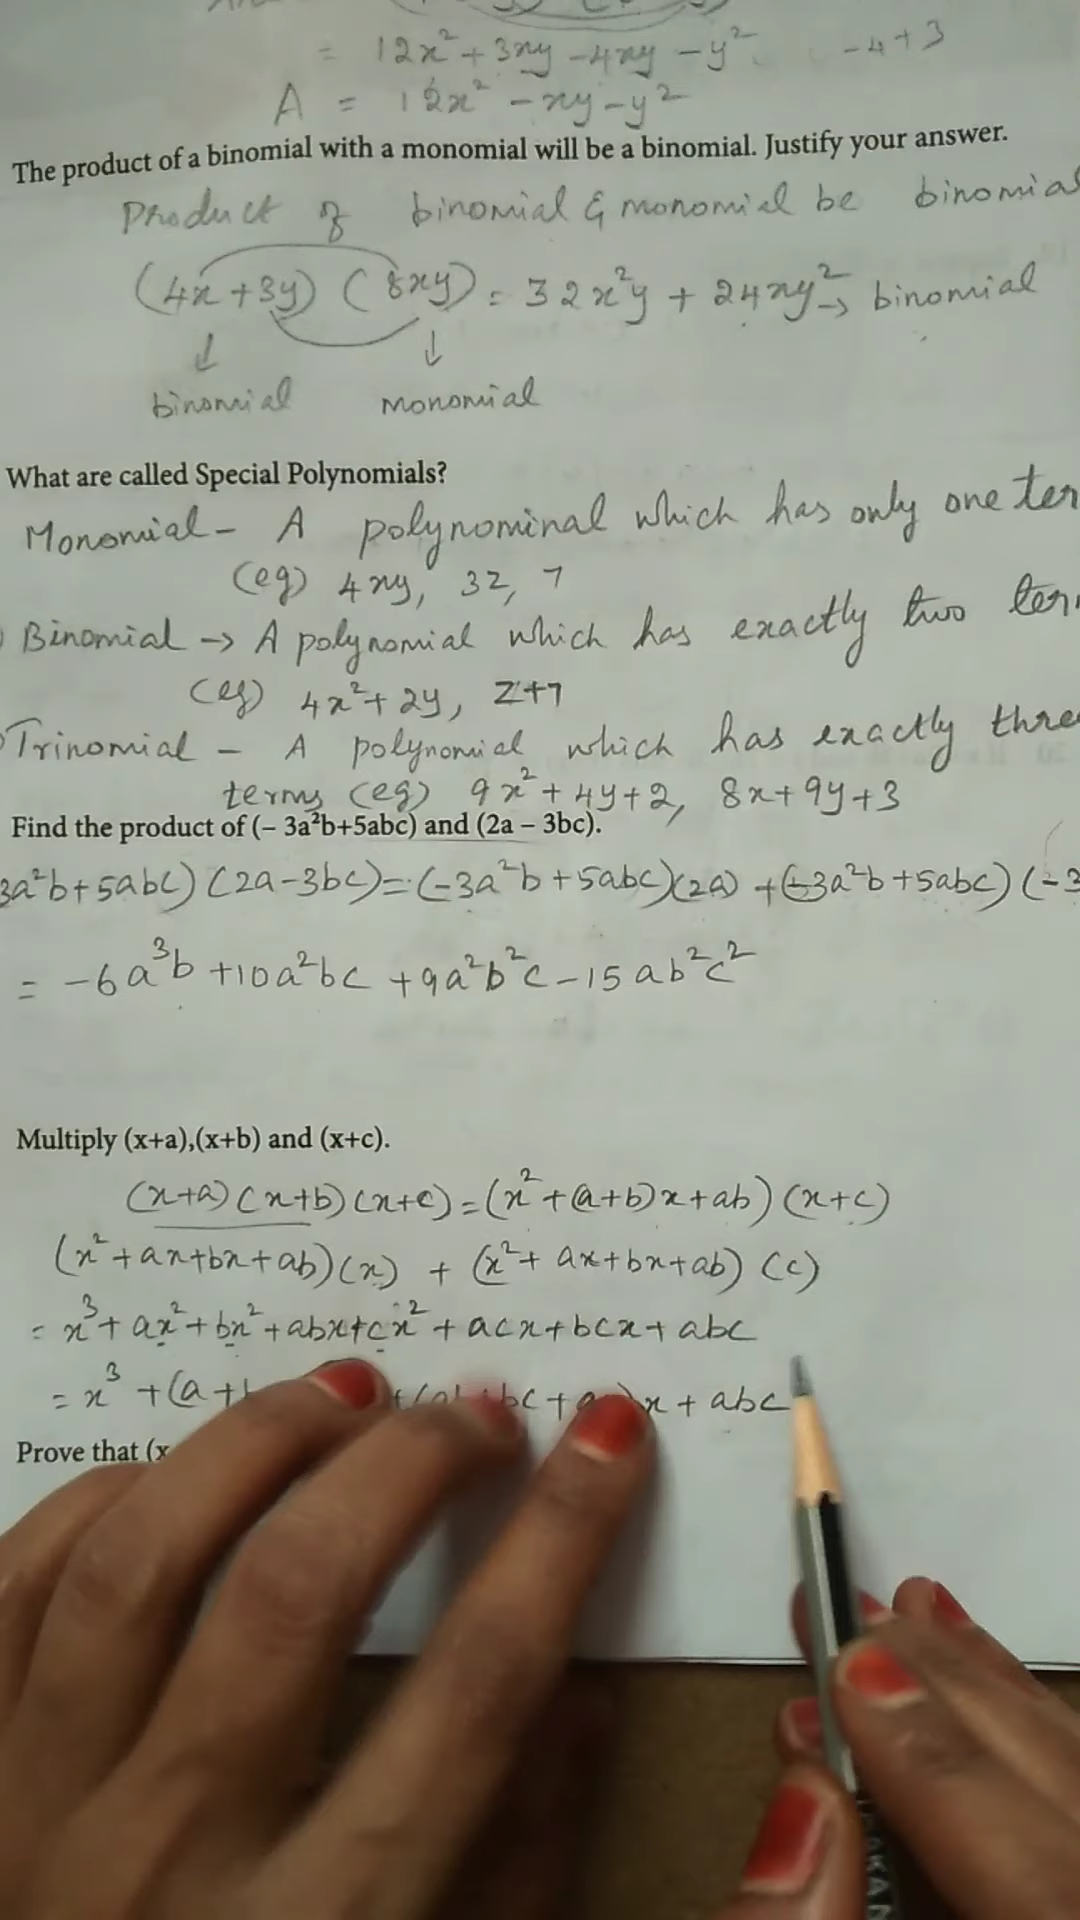 = 12x² + 3xy - 4xy - y² -4+3
A = 12x² - xy - y²
The product of a binomial with a monomial will be a binomial. Justify your answer.
Product of binomial & monomial be binomial
(4x + 3y) (8xy) = 32x²y + 24xy² → binomial
↓ ↓
binomial monomial
What are called Special Polynomials?
Monomial - A polynominal which has only one ter
(eg) 4xy, 3z, 7
Binomial → A polynomial which has exactly two ter
(eg) 4x² + 2y, z+7
Trinomial - A polynomial which has exactly thre
terms (eg) 9x² + 4y + 2, 8x + 9y + 3
Find the product of (– 3a²b+5abc) and (2a – 3bc).
3a²b + 5abc) (2a - 3bc) = (-3a²b + 5abc)(2a) + (-3a²b + 5abc) (-3
= -6a³b + 10a²bc + 9a²b²c - 15ab²c²
Multiply (x+a),(x+b) and (x+c).
(x+a) (x+b) (x+c) = (x² + (a+b)x + ab) (x+c)
(x² + ax + bx + ab) (x) + (x² + ax + bx + ab) (c)
= x³ + ax² + bx² + abx + cx² + acx + bcx + abc
= x³ + (a + bc + x + abc
Prove that (x